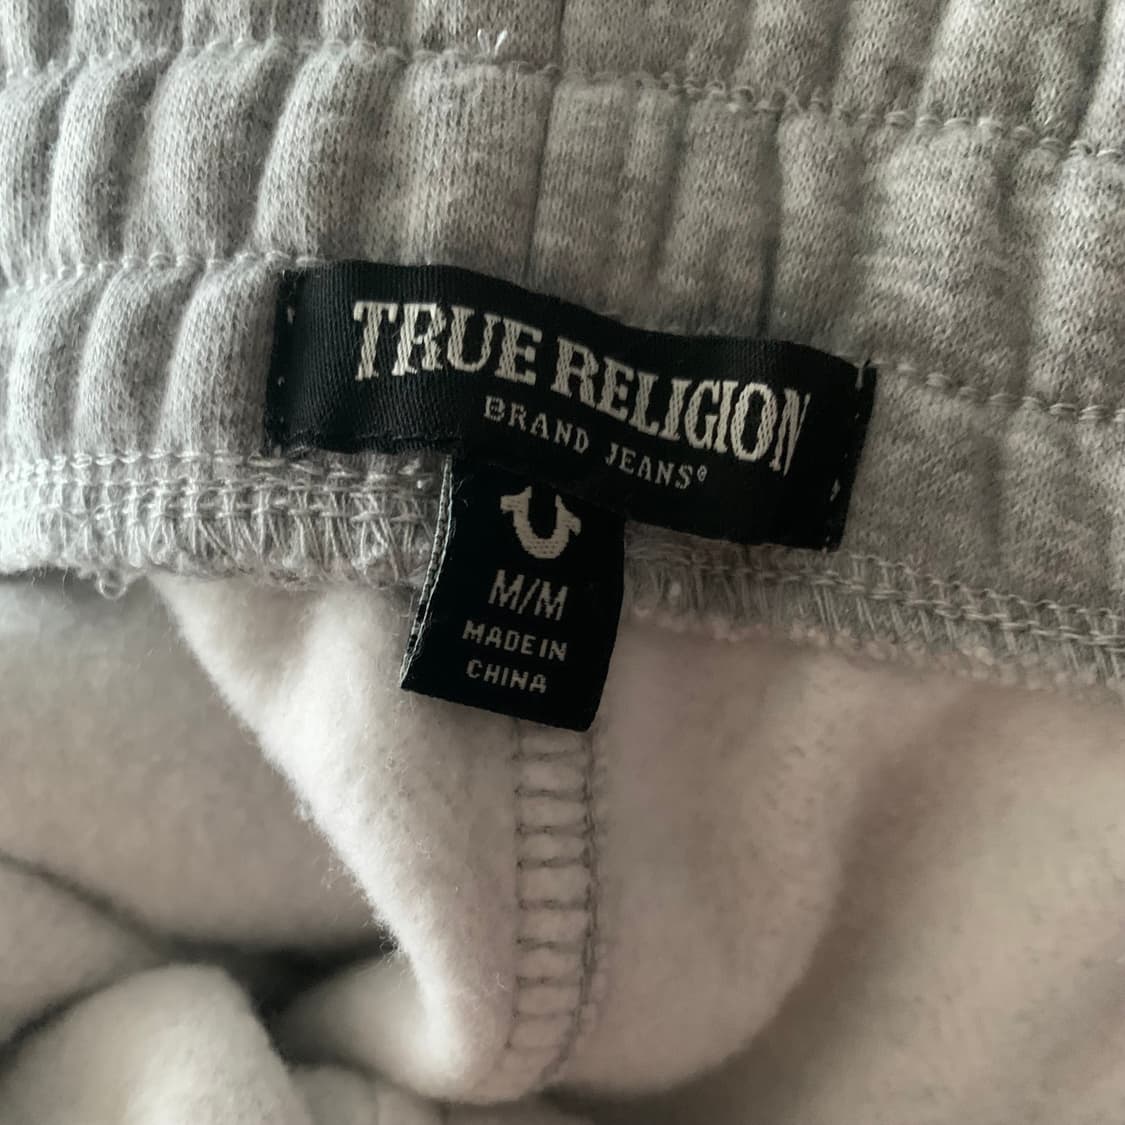 TRUE RELIGION
BRAND JEANS®
M/M
MADE IN
CHINA